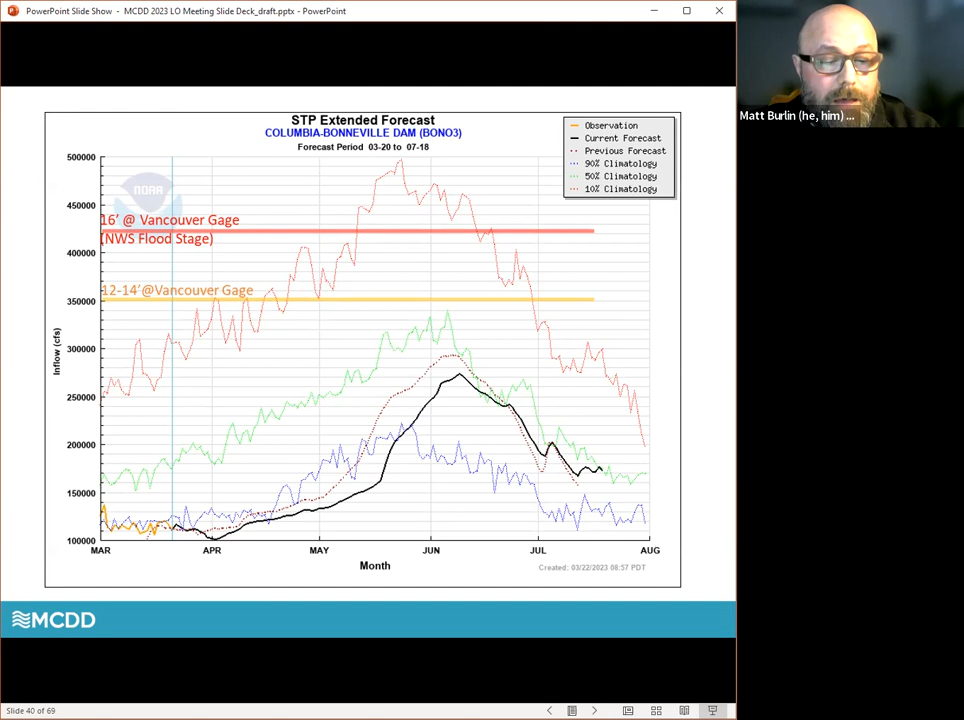 PowerPoint Slide Show - MCDD 2023 LO Meeting Slide Deck_draft.pptx - PowerPoint
STP Extended Forecast
COLUMBIA-BONNEVILLE DAM (BONO3)
Forecast Period 03-20 to 07-18
Observation
Current Forecast
Previous Forecast
90% Climatology
50% Climatology
10% Climatology
NOAA
500000
450000
400000
350000
300000
250000
200000
150000
100000
Inflow (cfs)
16' @ Vancouver Gage
(NWS Flood Stage)
12-14'@Vancouver Gage
MAR
APR
MAY
JUN
JUL
AUG
Month
Created: 03/22/2023 08:57 PDT
MCDD
Slide 40 of 69
Matt Burlin (he, him) ...